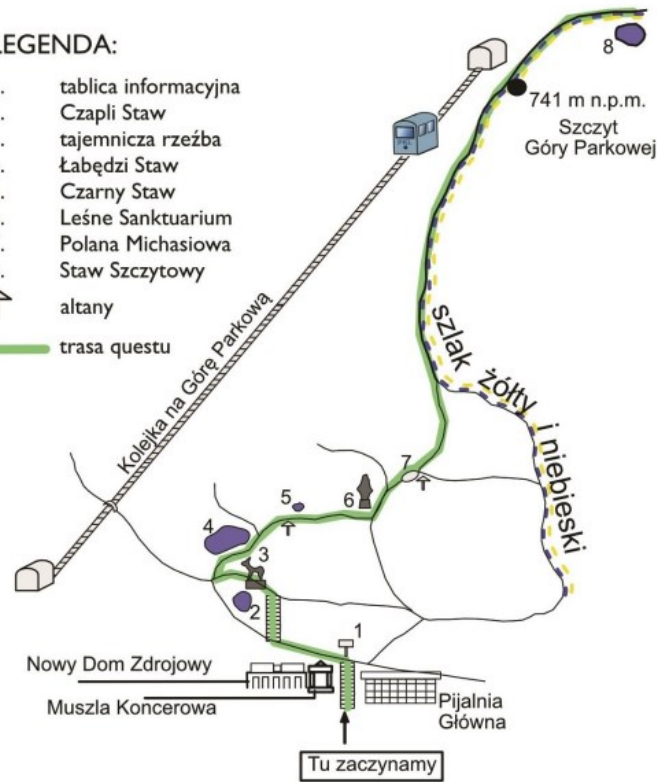 LEGENDA:
. tablica informacyjna
. Czapli Staw
. tajemnicza rzeźba
. Łabędzi Staw
. Czarny Staw
. Leśne Sanktuarium
. Polana Michasiowa
. Staw Szczytowy
altany
trasa questu
8
741 m n.p.m.
Szczyt
Góry Parkowej
Kolejka na Górę Parkową
szlak żółty i niebieski
7
6
5
4
3
2
1
Nowy Dom Zdrojowy
Muszla Koncerowa
Pijalnia
Główna
Tu zaczynamy